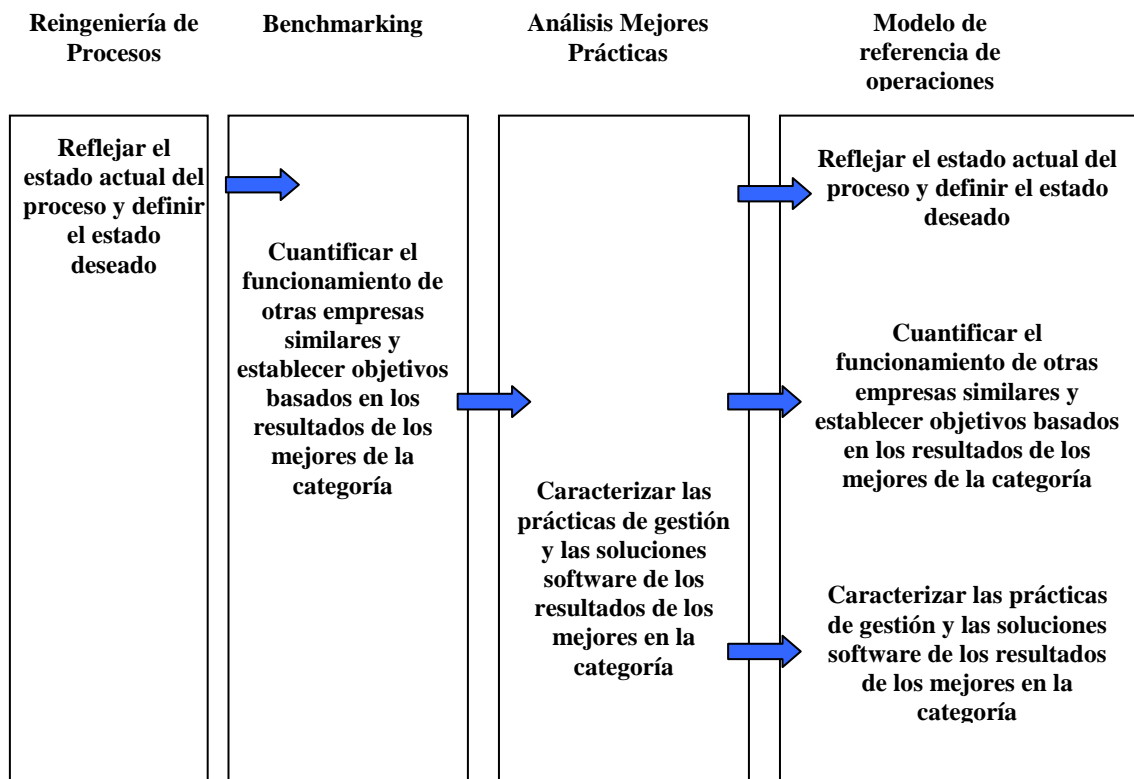 Reingeniería de
Procesos
Benchmarking
Análisis Mejores
Prácticas
Modelo de
referencia de
operaciones
Reflejar el
estado actual del
proceso y definir
el estado
deseado
Cuantificar el
funcionamiento de
otras empresas
similares y
establecer objetivos
basados en los
resultados de los
mejores de la
categoría
Caracterizar las
prácticas de gestión
y las soluciones
software de los
resultados de los
mejores en la
categoría
Reflejar el estado actual del
proceso y definir el estado
deseado
Cuantificar el
funcionamiento de otras
empresas similares y
establecer objetivos basados
en los resultados de los
mejores de la categoría
Caracterizar las prácticas
de gestión y las soluciones
software de los resultados
de los mejores en la
categoría